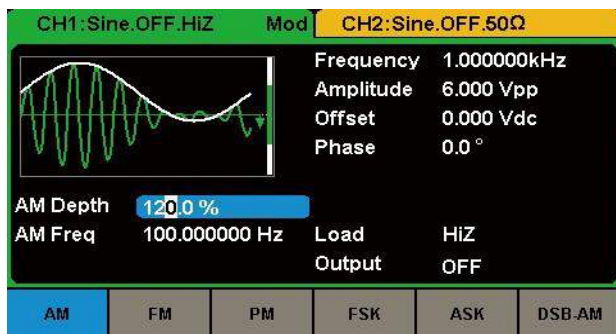 CH1:Sine.OFF.HiZ Mod CH2:Sine.OFF.50Ω
Frequency 1.000000kHz
Amplitude 6.000 Vpp
Offset 0.000 Vdc
Phase 0.0 °
AM Depth 120.0 %
AM Freq 100.000000 Hz Load HiZ
Output OFF
AM FM PM FSK ASK DSB-AM